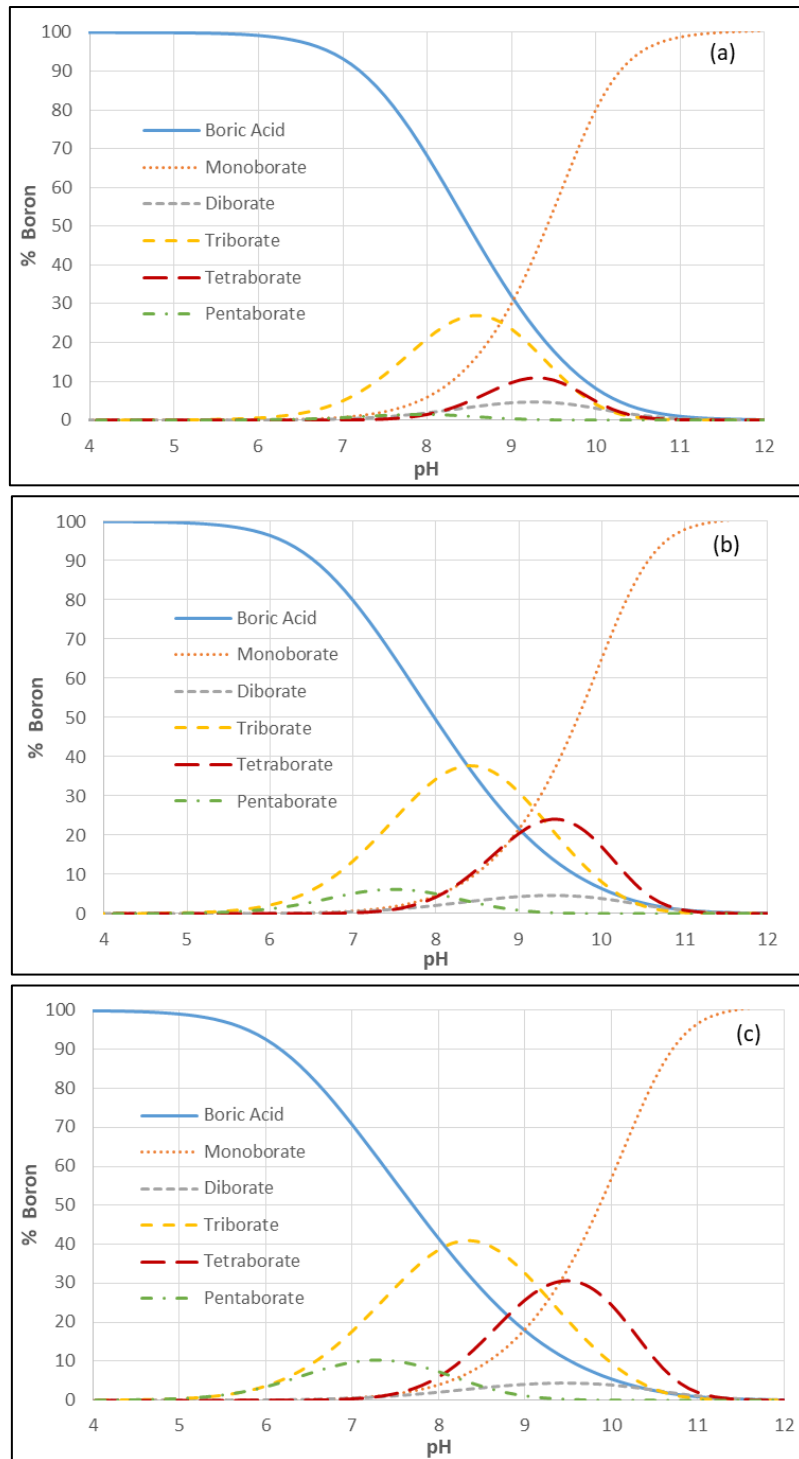 100
(a)
90
80
Boric Acid
70
Monoborate
60
Diborate
% Boron
50
Triborate
40
Tetraborate
30
Pentaborate
20
10
0
4 5 6 7 8 9 10 11 12
pH
100
(b)
90
80
Boric Acid
70
Monoborate
60
Diborate
% Boron
50
Triborate
40
Tetraborate
30
Pentaborate
20
10
0
4 5 6 7 8 9 10 11 12
pH
100
(c)
90
80
Boric Acid
70
Monoborate
60
Diborate
% Boron
50
Triborate
40
Tetraborate
30
Pentaborate
20
10
0
4 5 6 7 8 9 10 11 12
pH